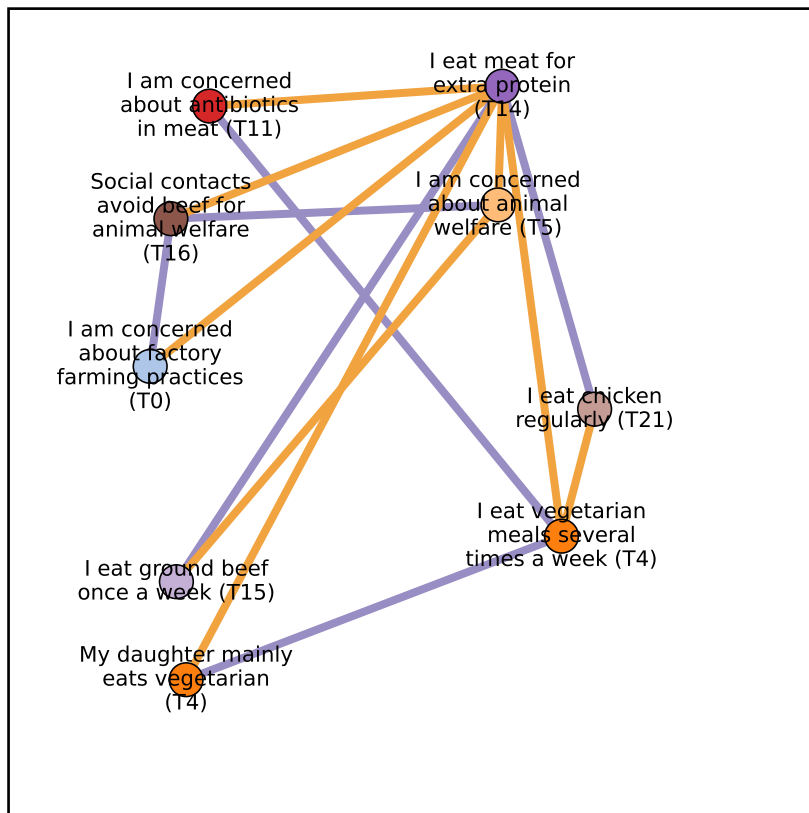 I eat meat for
extra protein
(T14)
I am concerned
about antibiotics
in meat (T11)
Social contacts
avoid beef for
animal welfare
(T16)
I am concerned
about animal
welfare (T5)
I am concerned
about factory
farming practices
(T0)
I eat chicken
regularly (T21)
I eat vegetarian
meals several
times a week (T4)
I eat ground beef
once a week (T15)
My daughter mainly
eats vegetarian
(T4)